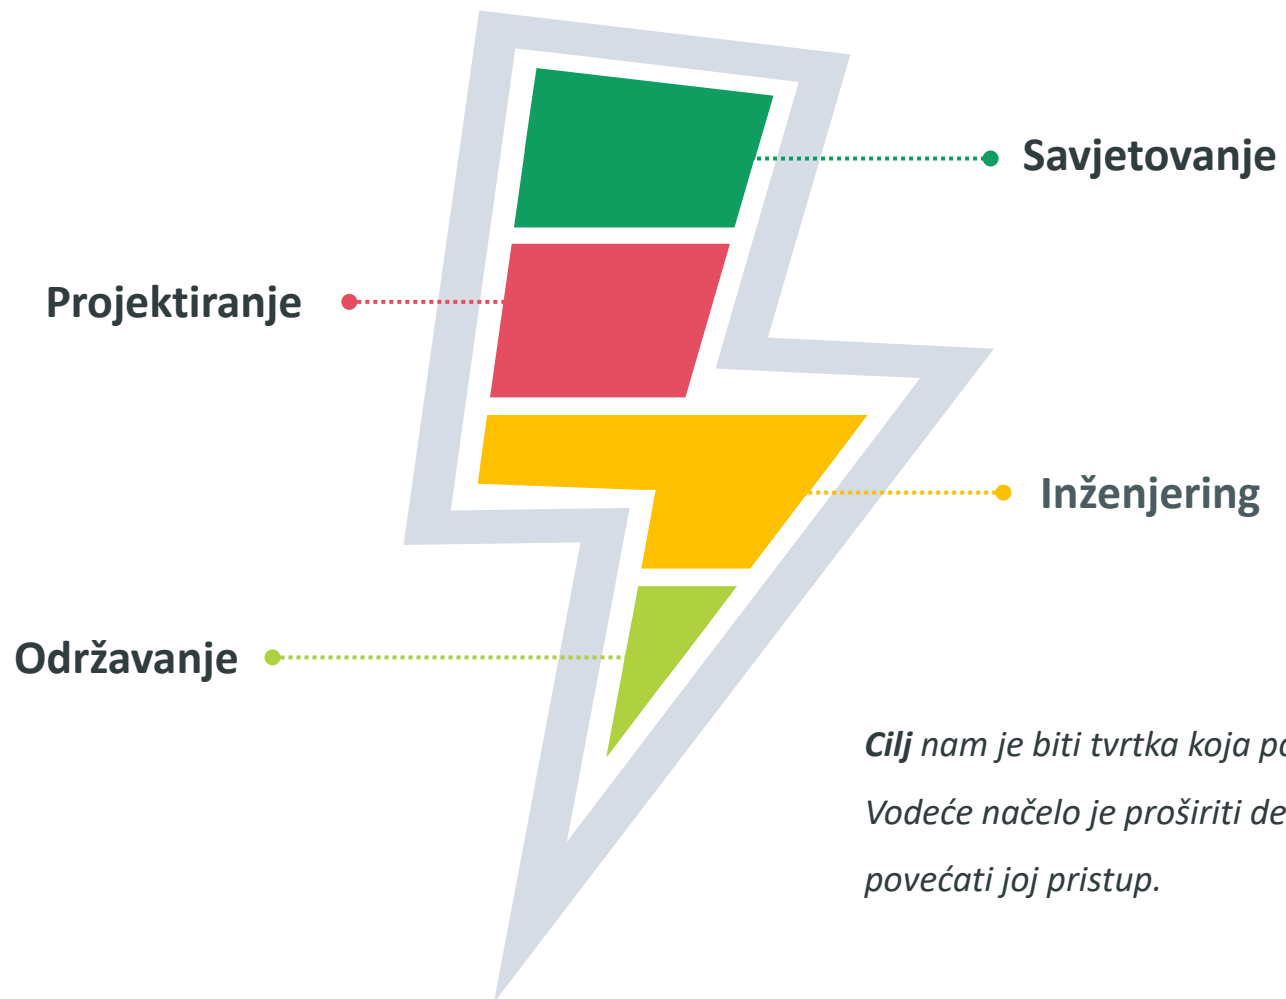 Savjetovanje
Projektiranje
Inženjering
Održavanje
Cilj nam je biti tvrtka koja
Vodeće načelo je proširiti
povećati joj pristup.